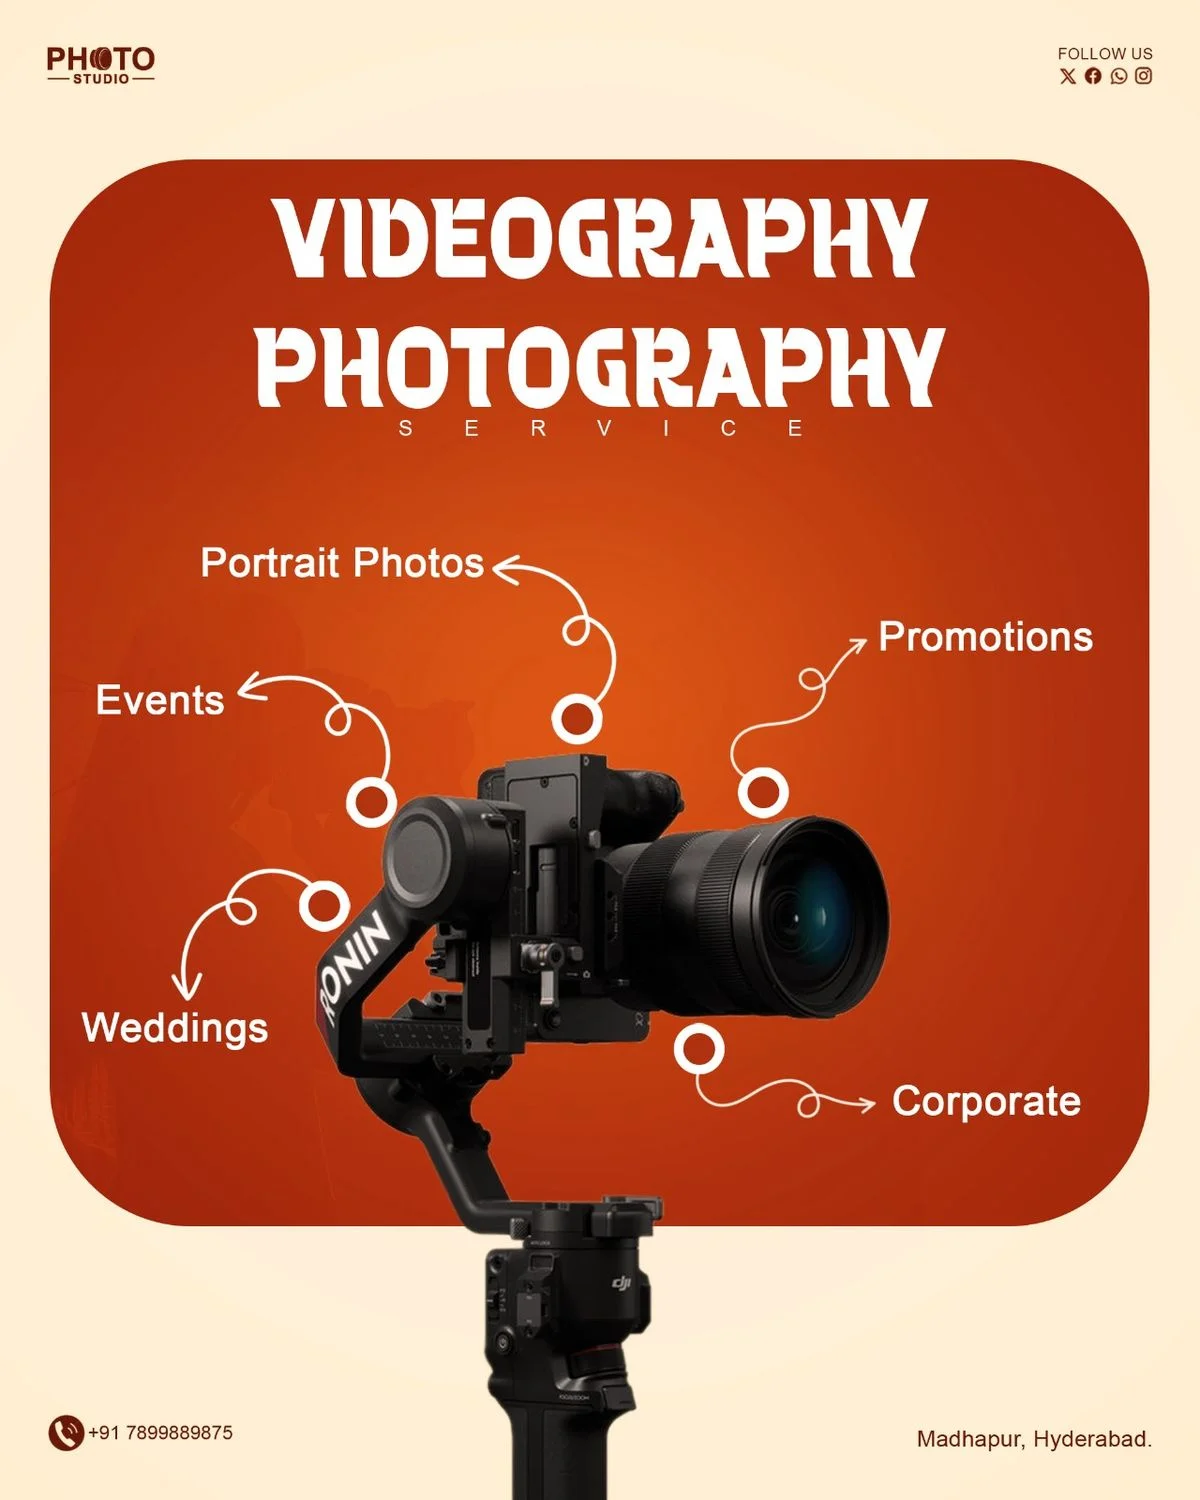 PHOTO
STUDIO
FOLLOW US
VIDEOGRAPHY
PHOTOGRAPHY
SERVICE
Portrait Photos
Promotions
Events
Weddings
Corporate
RONIN
dji
+91 7899889875
Madhapur, Hyderabad.